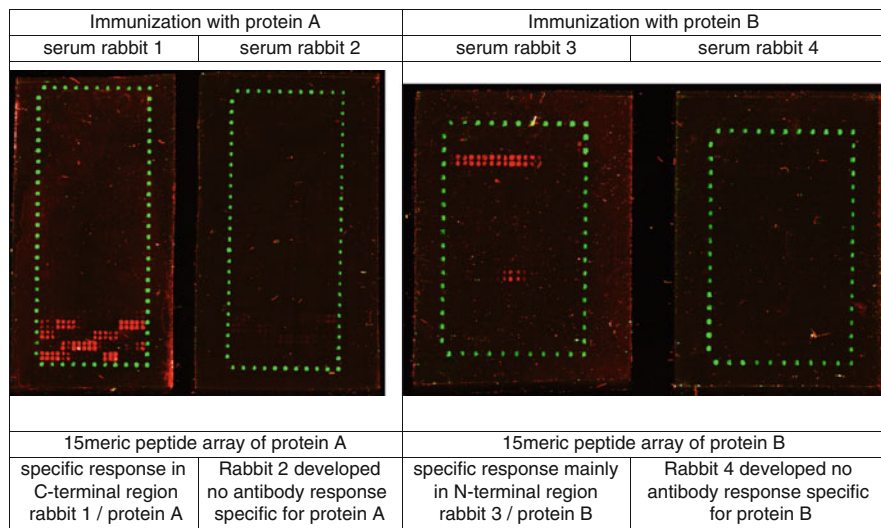 Immunization with protein A
Immunization with protein B
serum rabbit 1
serum rabbit 2
serum rabbit 3
serum rabbit 4
15meric peptide array of protein A
15meric peptide array of protein B
specific response in
C-terminal region
rabbit 1 / protein A
Rabbit 2 developed
no antibody response
specific for protein A
specific response mainly
in N-terminal region
rabbit 3 / protein B
Rabbit 4 developed no
antibody response specific
for protein B